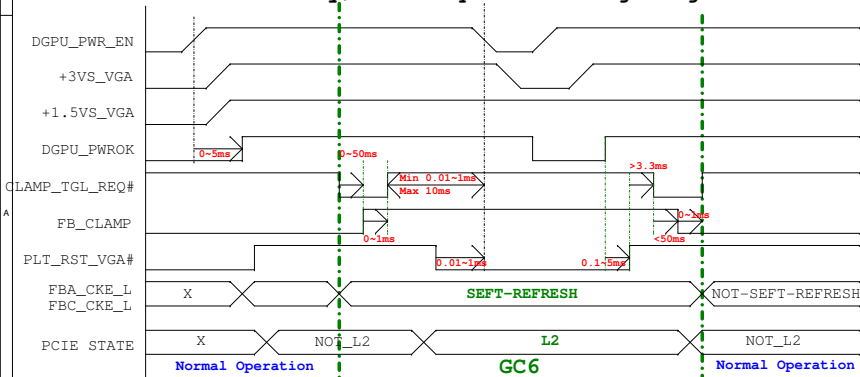 DGPU_PWR_EN
+3VS_VGA
+1.5VS_VGA
DGPU_PWROK
0~5ms
0~50ms
>3.3ms
CLAMP_TGL_REQ#
Min 0.01~1ms
Max 10ms
A
FB_CLAMP
0~1ms
0~1ms
<50ms
PLT_RST_VGA#
0.01~1ms
0.1~5ms
FBA_CKE_L
FBC_CKE_L
X
SEFT-REFRESH
NOT-SEFT-REFRESH
PCIE STATE
X
NOT_L2
L2
NOT_L2
Normal Operation
GC6
Normal Operation